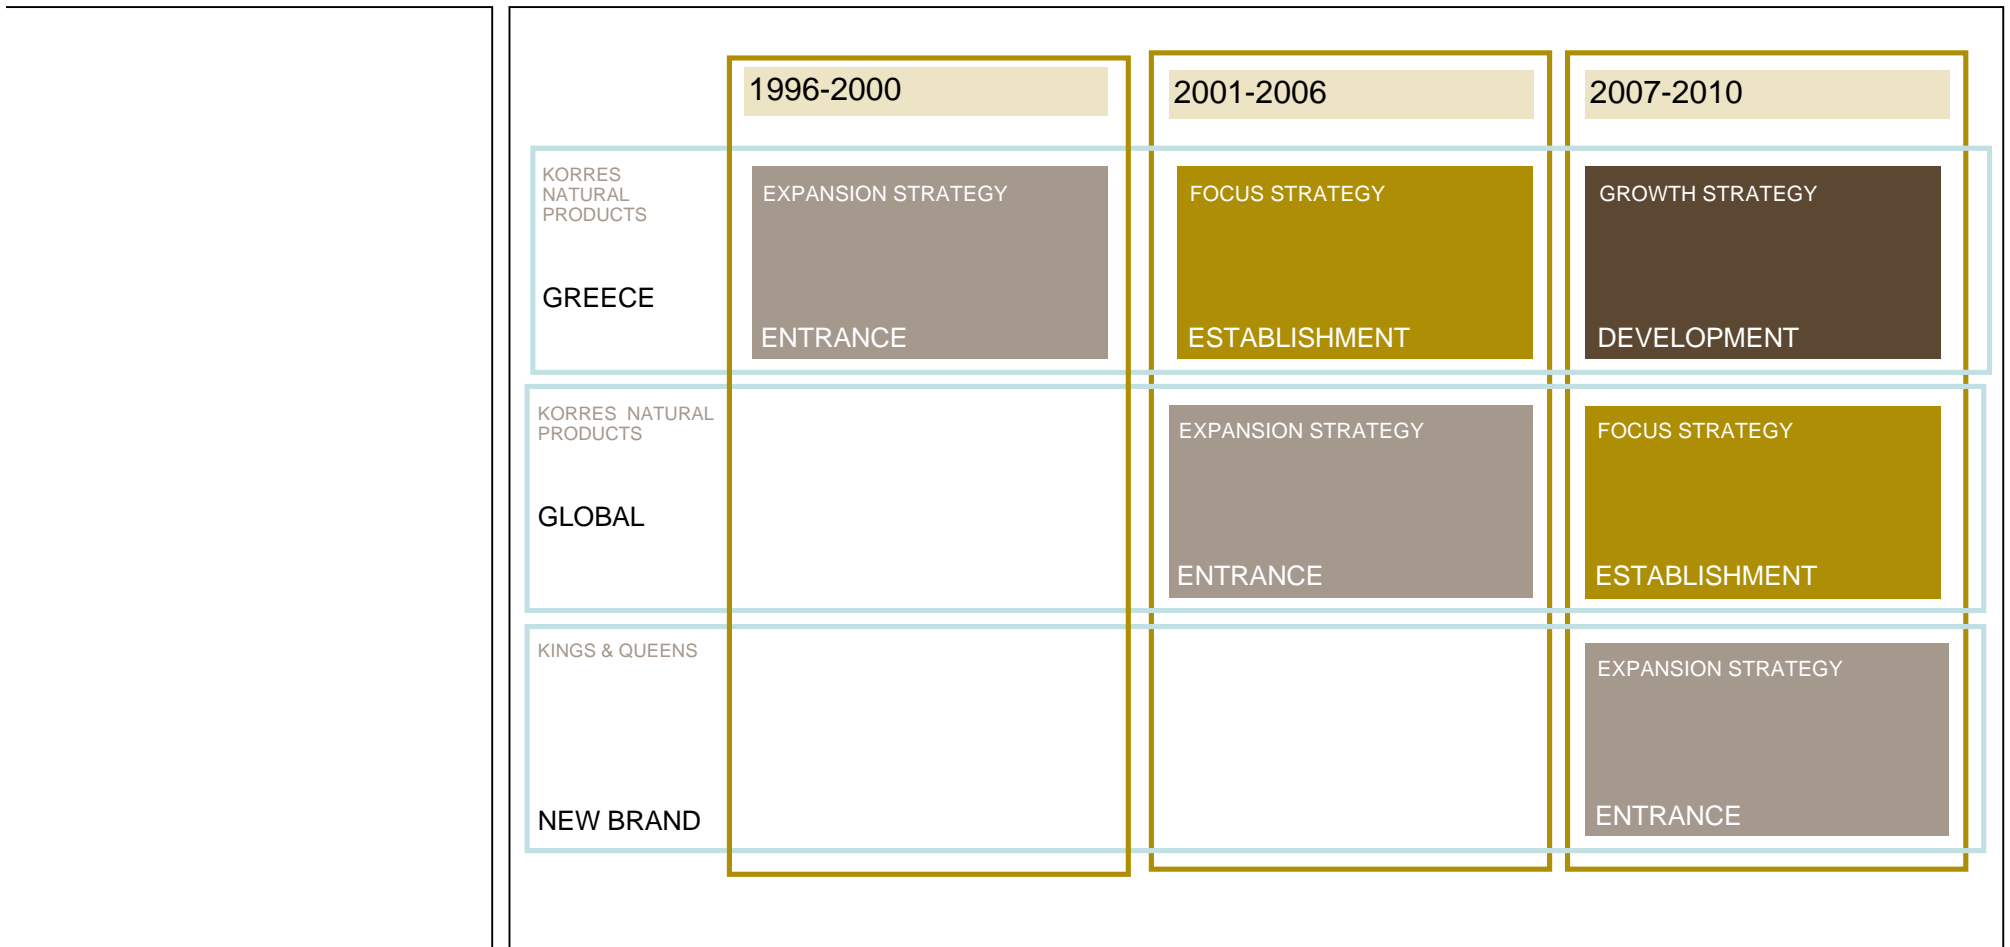 1996-2000
2001-2006
2007-2010
KORRES
NATURAL
PRODUCTS
GREECE
EXPANSION STRATEGY
ENTRANCE
FOCUS STRATEGY
ESTABLISHMENT
GROWTH STRATEGY
DEVELOPMENT
KORRES NATURAL
PRODUCTS
GLOBAL
EXPANSION STRATEGY
ENTRANCE
FOCUS STRATEGY
ESTABLISHMENT
KINGS & QUEENS
NEW BRAND
EXPANSION STRATEGY
ENTRANCE